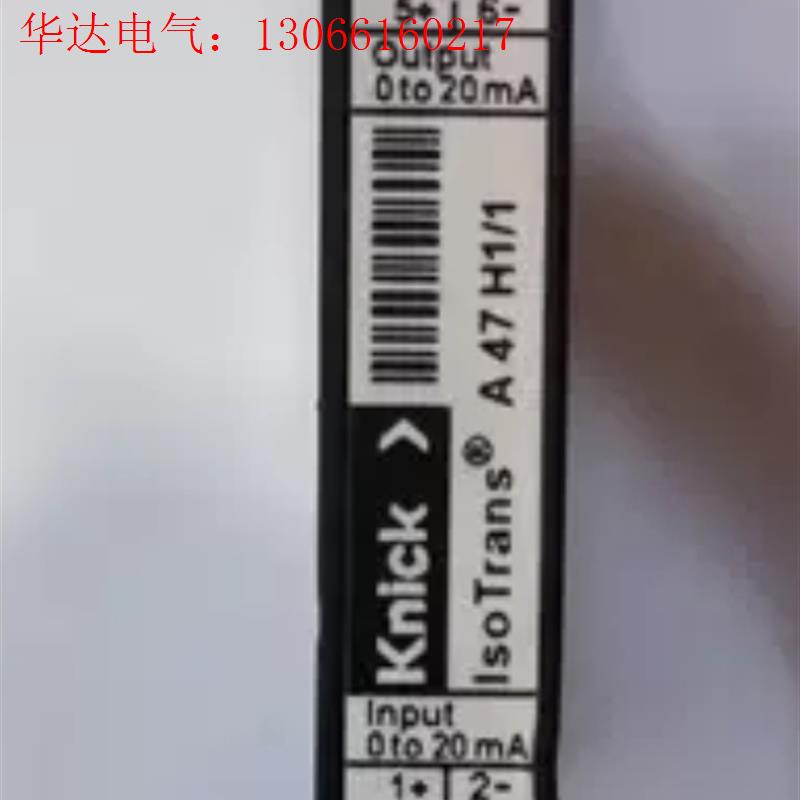 华达电气：13066160217
5+ 6-
Output
0 to 20 mA
IsoTrans® A 47 H1/1
Knick >
Input
0 to 20 mA
1+ 2-